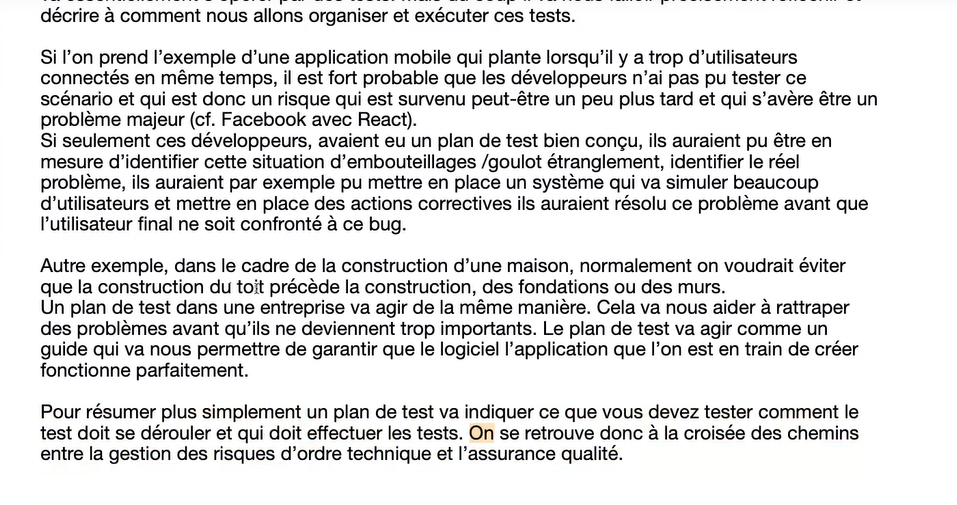 décrire à comment nous allons organiser et exécuter ces tests.
Si l’on prend l’exemple d’une application mobile qui plante lorsqu’il y a trop d’utilisateurs
connectés en même temps, il est fort probable que les développeurs n’ai pas pu tester ce
scénario et qui est donc un risque qui est survenu peut-être un peu plus tard et qui s’avère être un
problème majeur (cf. Facebook avec React).
Si seulement ces développeurs, avaient eu un plan de test bien conçu, ils auraient pu être en
mesure d’identifier cette situation d’embouteillages /goulot étranglement, identifier le réel
problème, ils auraient par exemple pu mettre en place un système qui va simuler beaucoup
d’utilisateurs et mettre en place des actions correctives ils auraient résolu ce problème avant que
l’utilisateur final ne soit confronté à ce bug.
Autre exemple, dans le cadre de la construction d’une maison, normalement on voudrait éviter
que la construction du toit précède la construction, des fondations ou des murs.
Un plan de test dans une entreprise va agir de la même manière. Cela va nous aider à rattraper
des problèmes avant qu’ils ne deviennent trop importants. Le plan de test va agir comme un
guide qui va nous permettre de garantir que le logiciel l’application que l’on est en train de créer
fonctionne parfaitement.
Pour résumer plus simplement un plan de test va indiquer ce que vous devez tester comment le
test doit se dérouler et qui doit effectuer les tests. On se retrouve donc à la croisée des chemins
entre la gestion des risques d’ordre technique et l’assurance qualité.